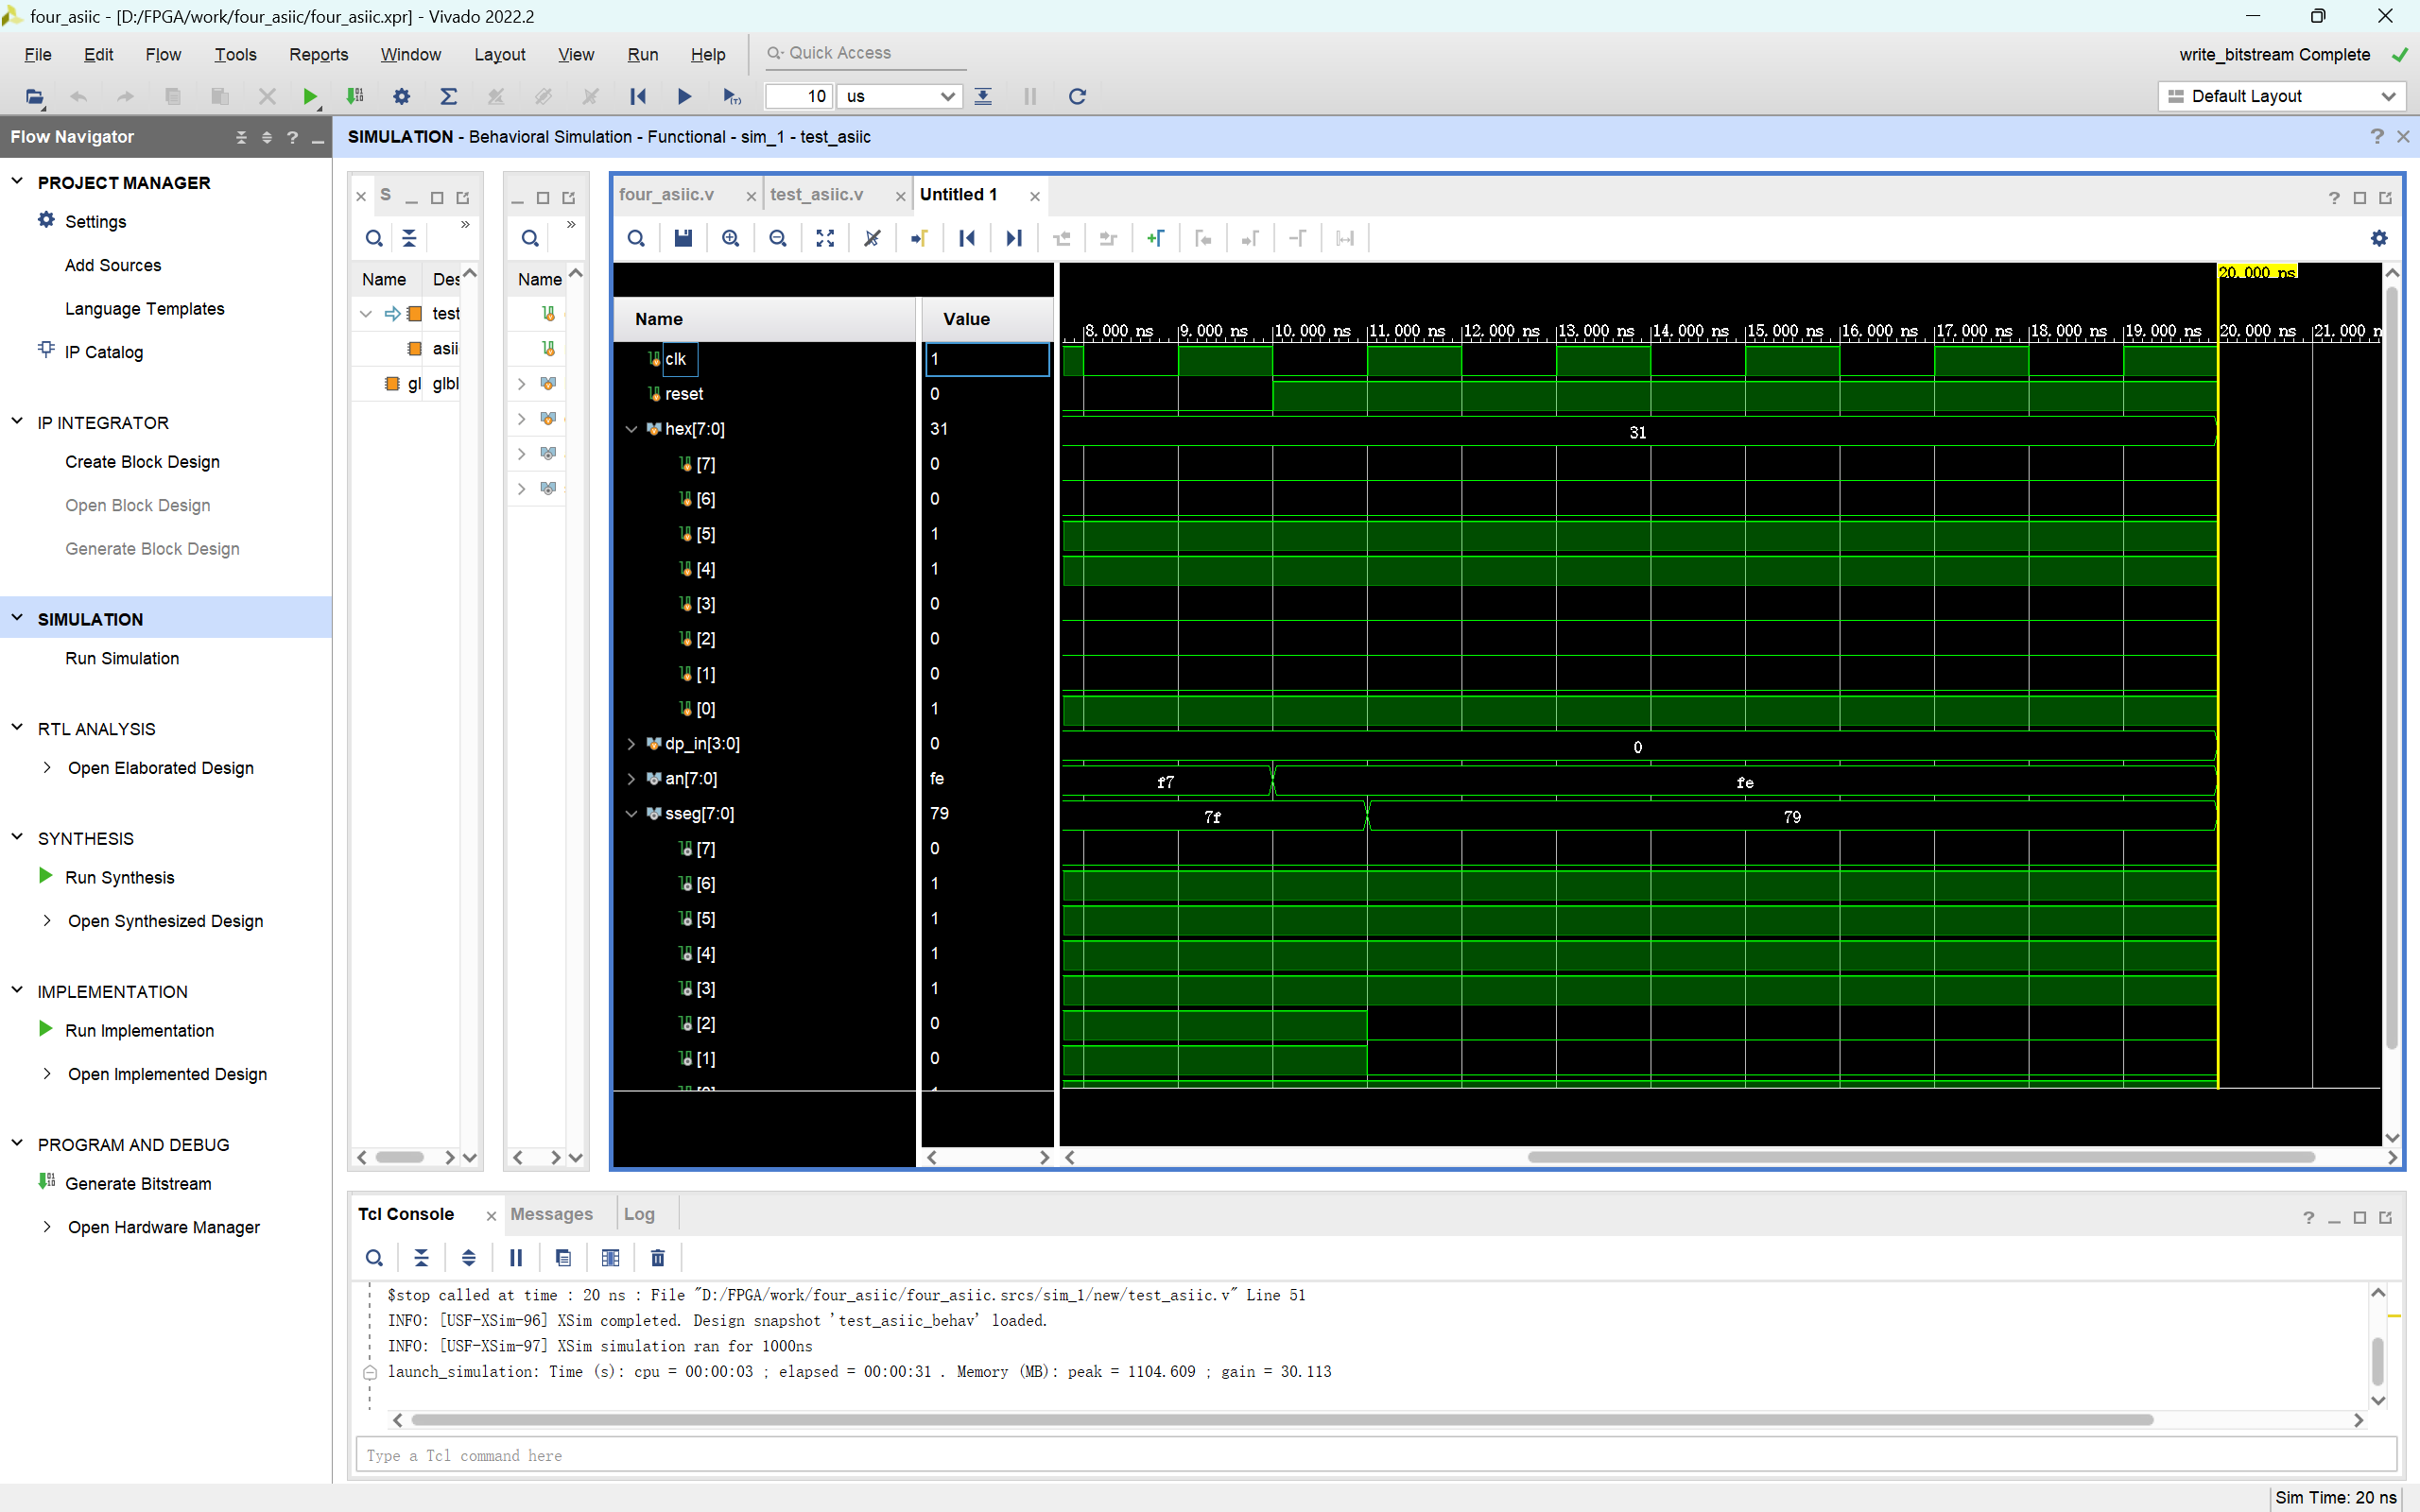 four_asiic - [D:/FPGA/work/four_asiic/four_asiic.xpr] - Vivado 2022.2
File Edit Flow Tools Reports Window Layout View Run Help Quick Access write_bitstream Complete
10 us Default Layout
Flow Navigator
SIMULATION - Behavioral Simulation - Functional - sim_1 - test_asiic
PROJECT MANAGER
Settings
Add Sources
Language Templates
IP Catalog
IP INTEGRATOR
Create Block Design
Open Block Design
Generate Block Design
SIMULATION
Run Simulation
RTL ANALYSIS
Open Elaborated Design
SYNTHESIS
Run Synthesis
Open Synthesized Design
IMPLEMENTATION
Run Implementation
Open Implemented Design
PROGRAM AND DEBUG
Generate Bitstream
Open Hardware Manager
S
Name Des
test
asii
gl glbl
Name
four_asiic.v test_asiic.v Untitled 1
20.000 ns
Name Value
8.000 ns 9.000 ns 10.000 ns 11.000 ns 12.000 ns 13.000 ns 14.000 ns 15.000 ns 16.000 ns 17.000 ns 18.000 ns 19.000 ns 20.000 ns 21.000 n
clk 1
reset 0
hex[7:0] 31 31
[7] 0
[6] 0
[5] 1
[4] 1
[3] 0
[2] 0
[1] 0
[0] 1
dp_in[3:0] 0 0
an[7:0] fe f7 fe
sseg[7:0] 79 7f 79
[7] 0
[6] 1
[5] 1
[4] 1
[3] 1
[2] 0
[1] 0
Tcl Console Messages Log
$stop called at time : 20 ns : File "D:/FPGA/work/four_asiic/four_asiic.srcs/sim_1/new/test_asiic.v" Line 51
INFO: [USF-XSim-96] XSim completed. Design snapshot 'test_asiic_behav' loaded.
INFO: [USF-XSim-97] XSim simulation ran for 1000ns
launch_simulation: Time (s): cpu = 00:00:03 ; elapsed = 00:00:31 . Memory (MB): peak = 1104.609 ; gain = 30.113
Type a Tcl command here
Sim Time: 20 ns